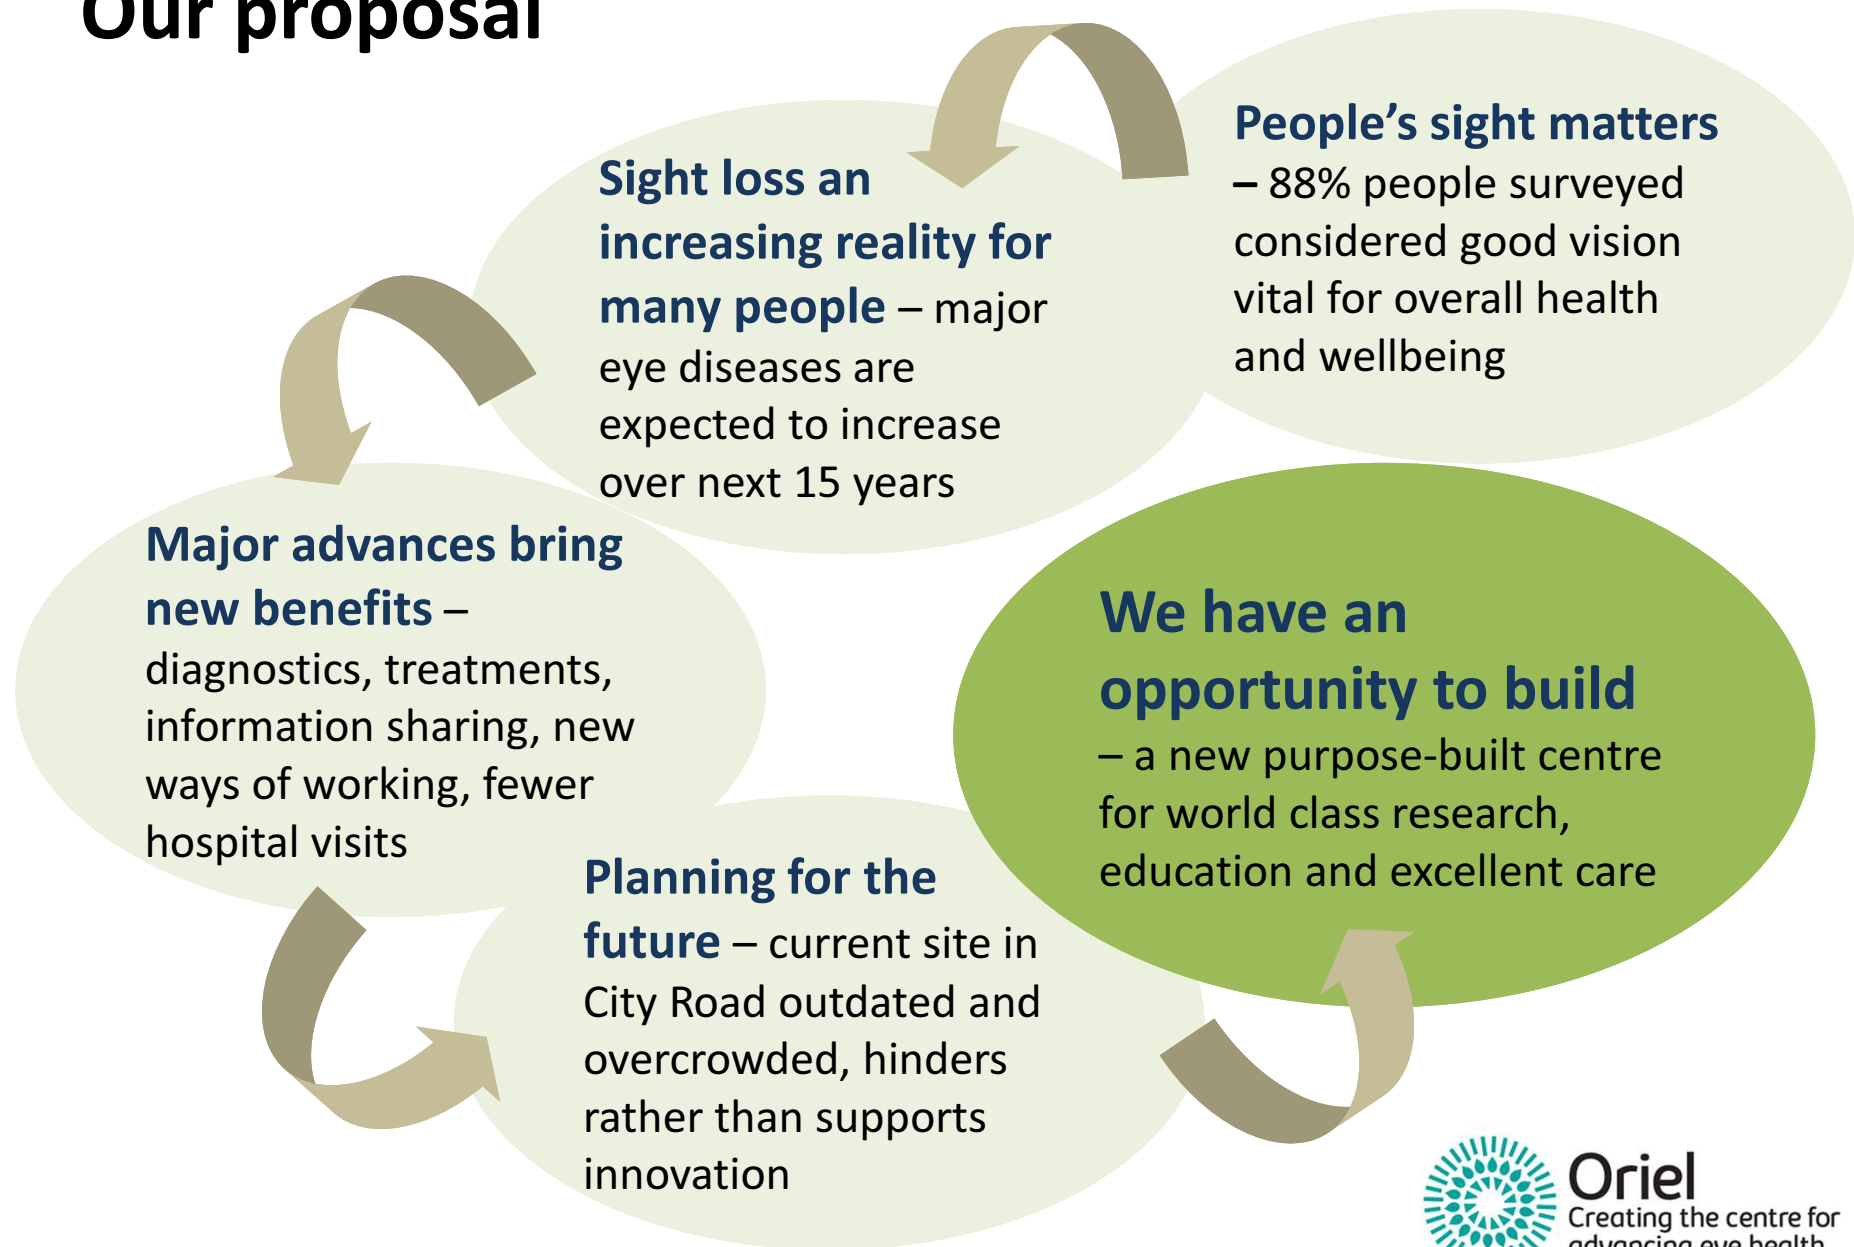 Our proposal
People’s sight matters
– 88% people surveyed
considered good vision
vital for overall health
and wellbeing
Sight loss an
increasing reality for
many people – major
eye diseases are
expected to increase
over next 15 years
Major advances bring
new benefits –
diagnostics, treatments,
information sharing, new
ways of working, fewer
hospital visits
Planning for the
future – current site in
City Road outdated and
overcrowded, hinders
rather than supports
innovation
We have an
opportunity to build
– a new purpose-built centre
for world class research,
education and excellent care
Oriel
Creating the centre for
advancing eye health